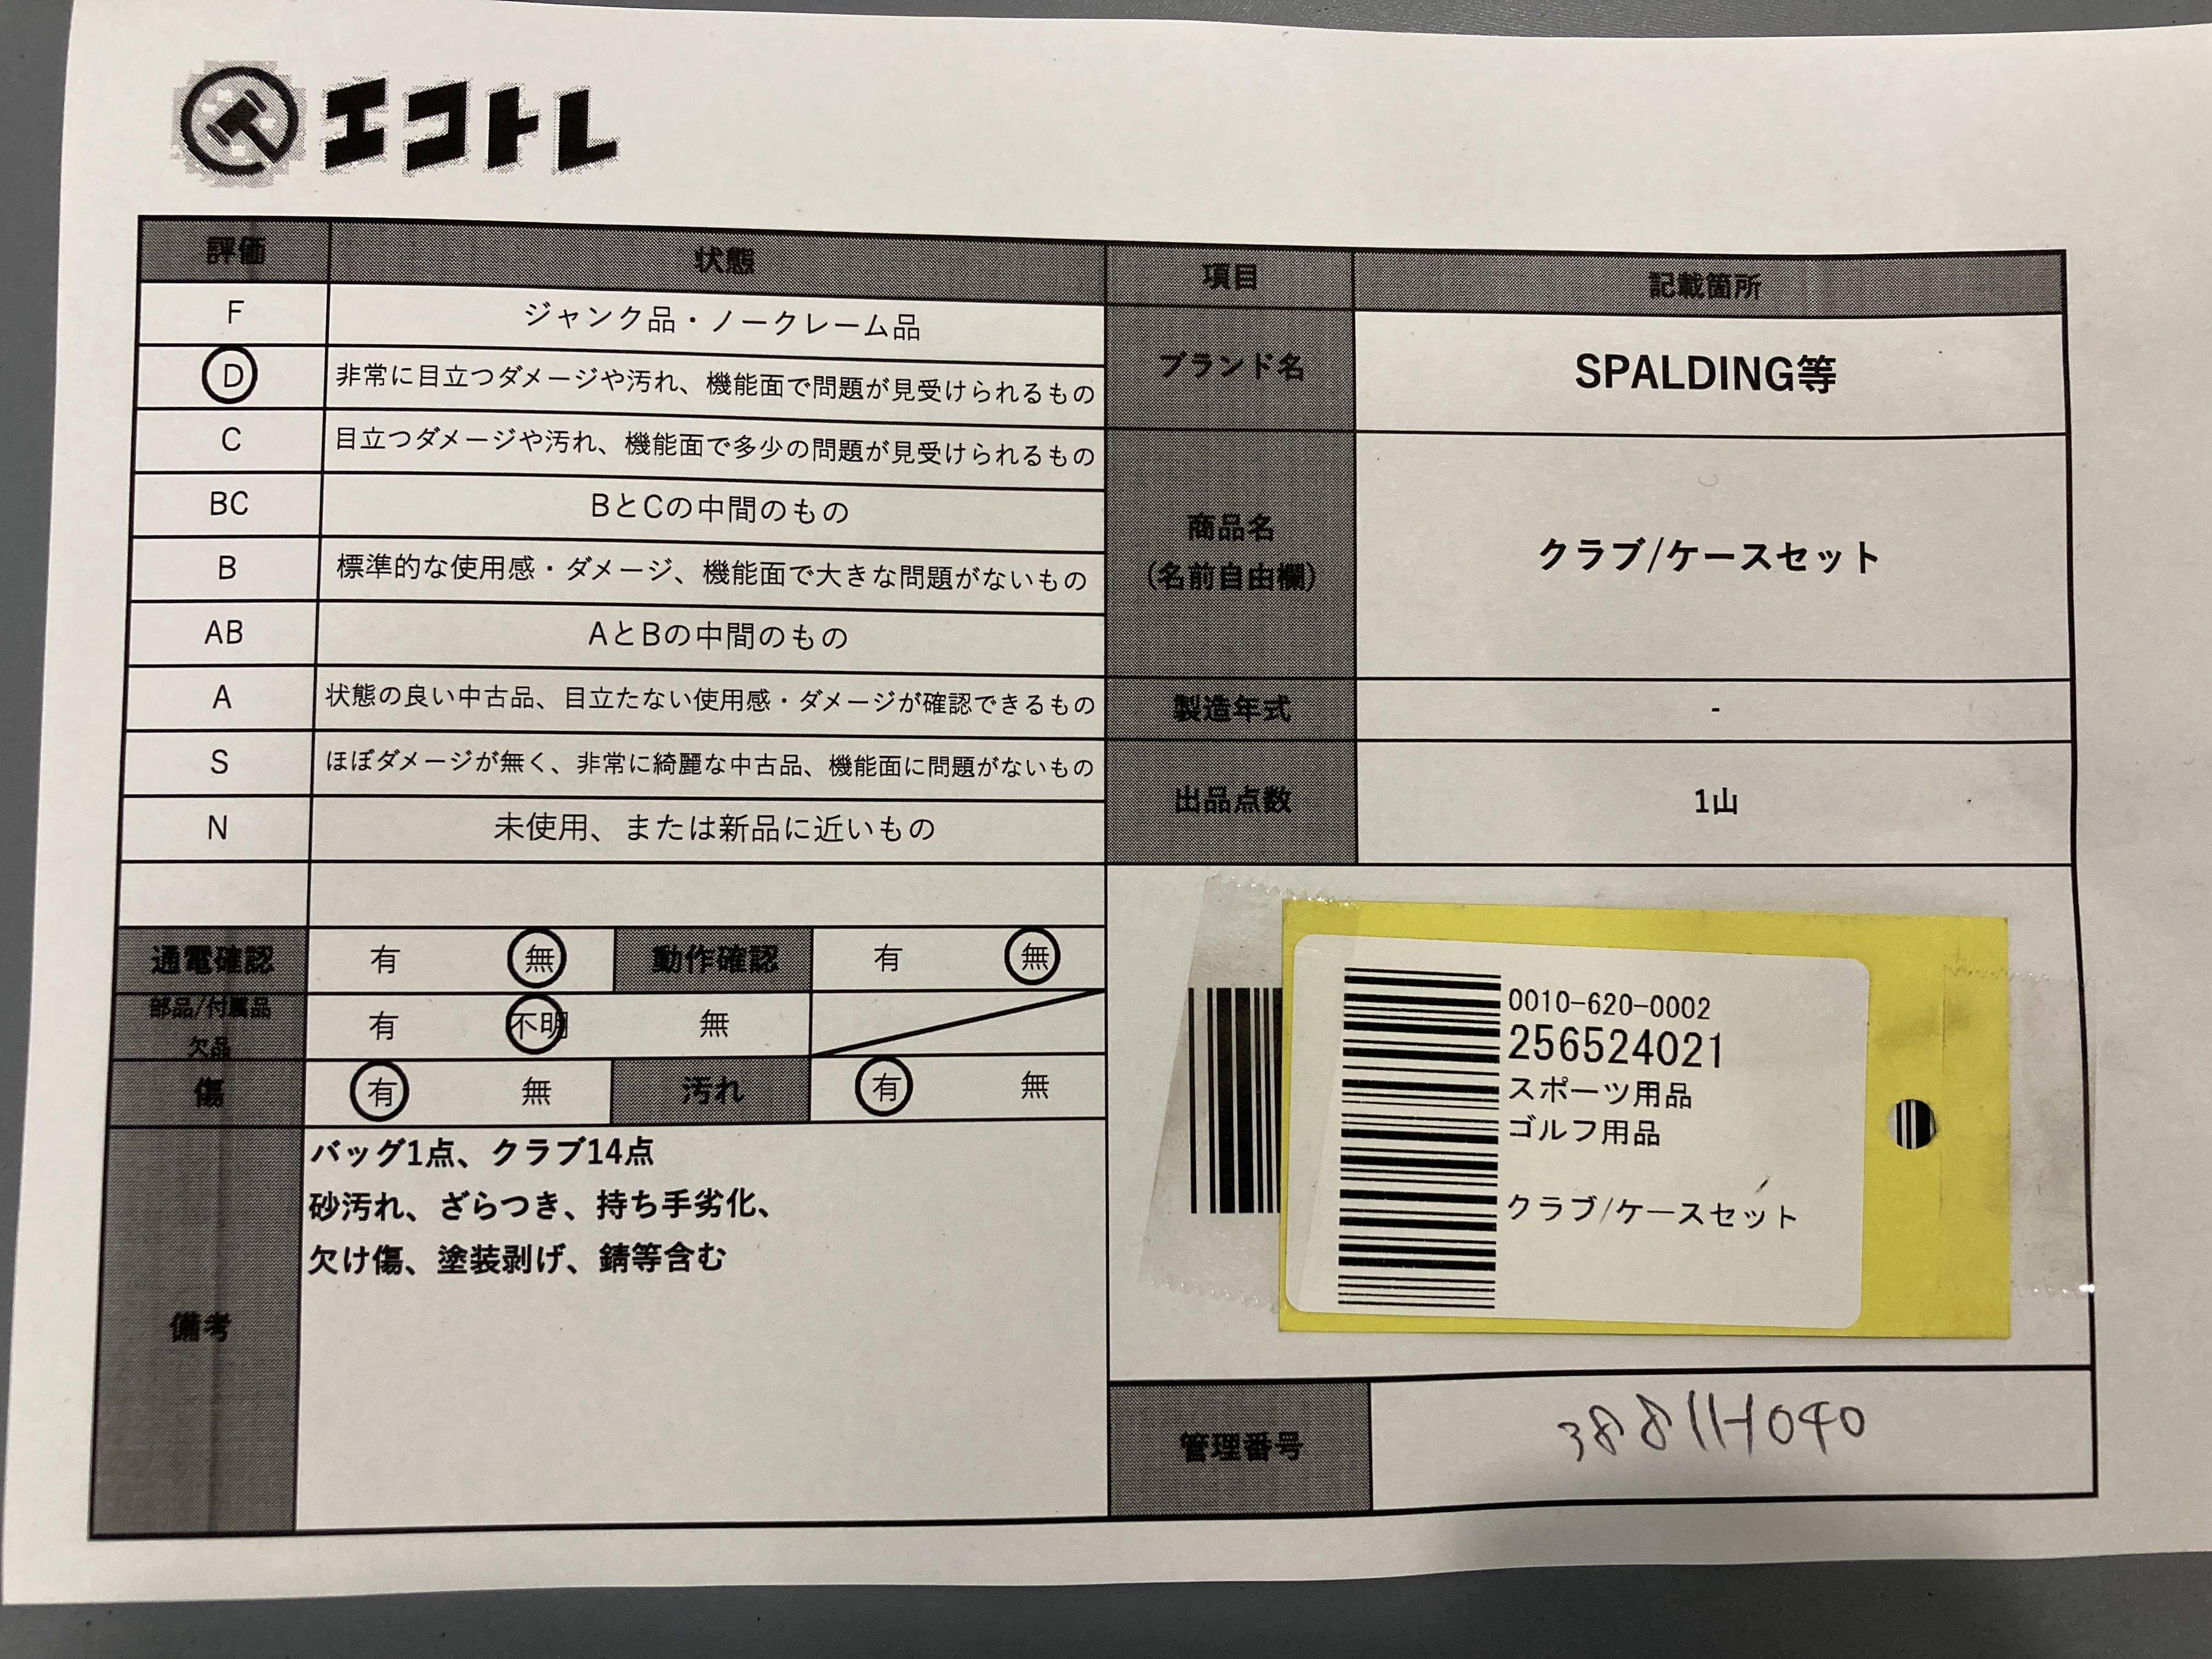 エコトレ
評価 状態
F ジャンク品・ノークレーム品
D 非常に目立つダメージや汚れ、機能面で問題が見受けられるもの
C 目立つダメージや汚れ、機能面で多少の問題が見受けられるもの
BC BとCの中間のもの
B 標準的な使用感・ダメージ、機能面で大きな問題がないもの
AB AとBの中間のもの
A 状態の良い中古品、目立たない使用感・ダメージが確認できるもの
S ほぼダメージが無く、非常に綺麗な中古品、機能面に問題がないもの
N 未使用、または新品に近いもの
通電確認 有 無 動作確認 有 無
部品/付属品
欠品 有 不明 無
傷 有 無 汚れ 有 無
備考
バッグ1点、クラブ14点
砂汚れ、ざらつき、持ち手劣化、
欠け傷、塗装剥げ、錆等含む
項目 記載箇所
ブランド名 SPALDING等
商品名
(名前自由欄)
クラブ/ケースセット
製造年式 -
出品点数 1山
0010-620-0002
256524021
スポーツ用品
ゴルフ用品
クラブ/ケースセット
管理番号